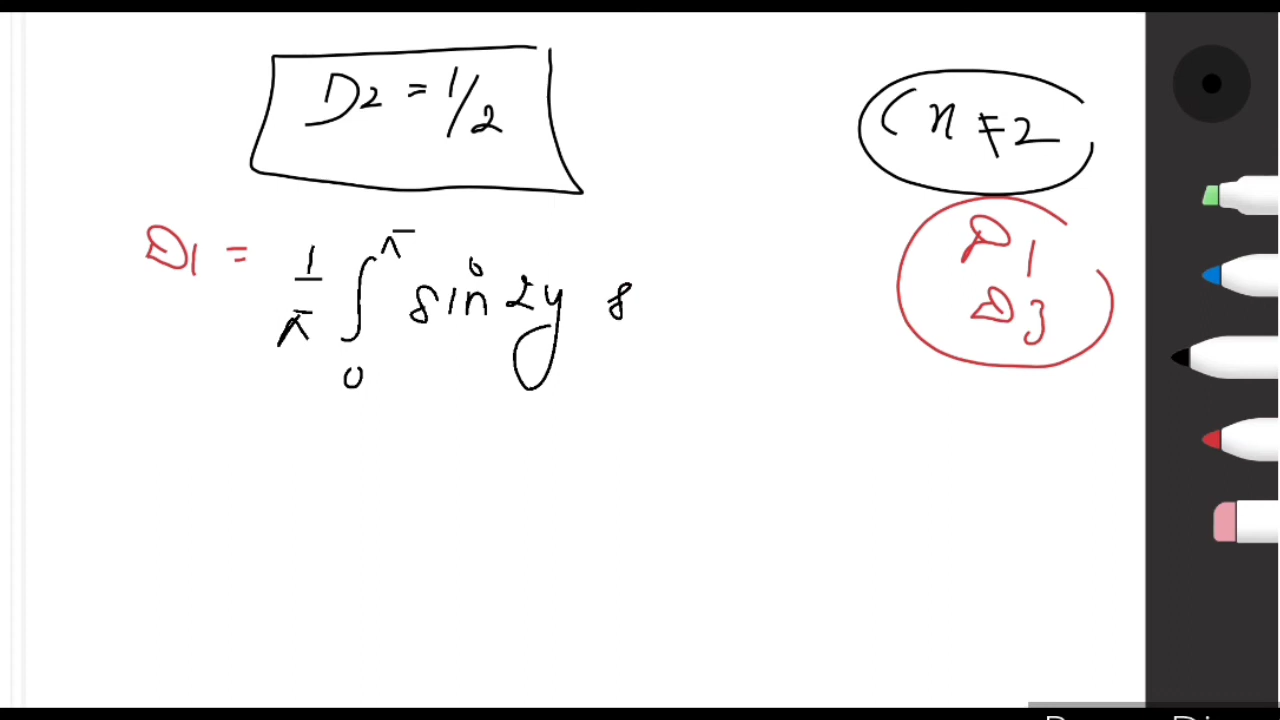 D2 = 1/2
(n ≠ 2
D1
D3
D1 = 1/π ∫₀^π sin 2y s